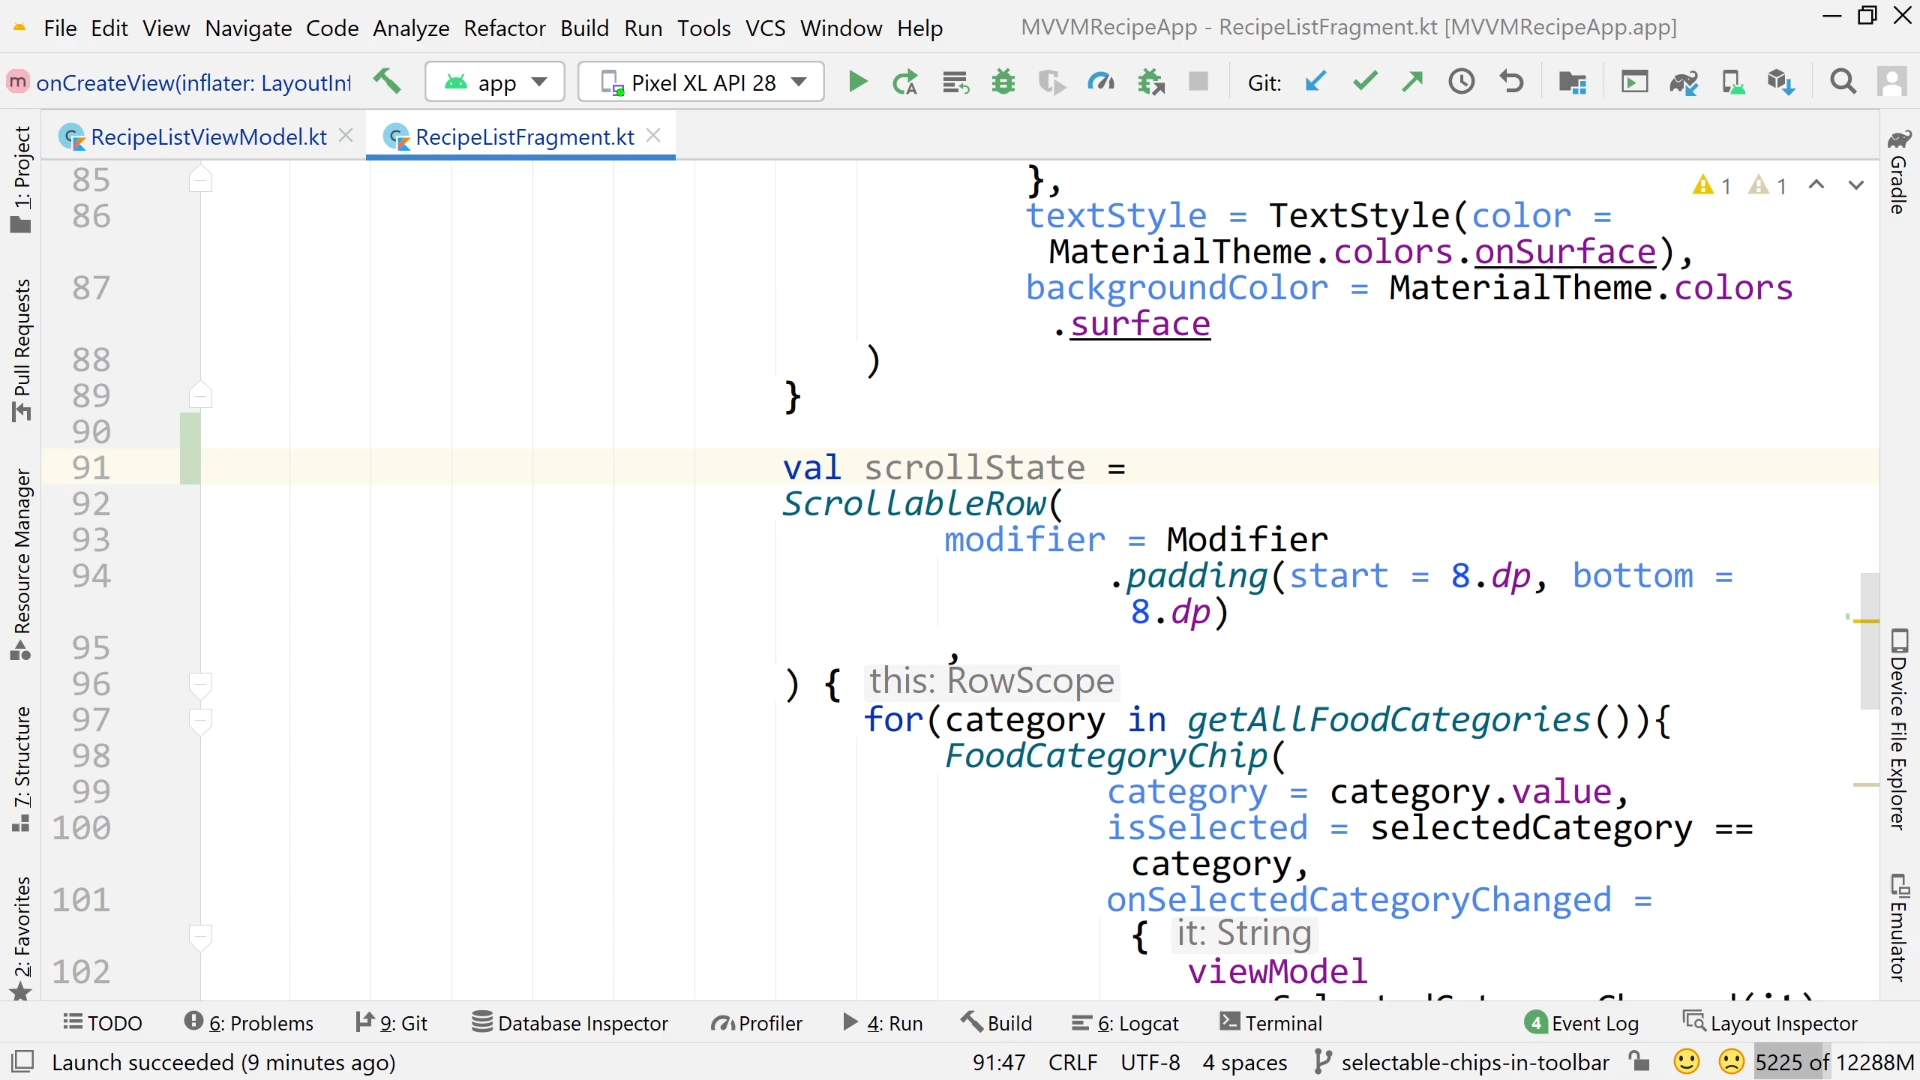 File Edit View Navigate Code Analyze Refactor Build Run Tools VCS Window Help MVVMRecipeApp - RecipeListFragment.kt [MVVMRecipeApp.app]
m onCreateView(inflater: LayoutInf app Pixel XL API 28 Git:
RecipeListViewModel.kt RecipeListFragment.kt
1: Project
Pull Requests
Resource Manager
7: Structure
2: Favorites
85 },
1 1
86 textStyle = TextStyle(color =
MaterialTheme.colors.onSurface),
87 backgroundColor = MaterialTheme.colors
.surface
88 )
89 }
90
91 val scrollState =
92 ScrollableRow(
93 modifier = Modifier
94 .padding(start = 8.dp, bottom =
8.dp)
95 ,
96 ) { this: RowScope
97 for(category in getAllFoodCategories()){
98 FoodCategoryChip(
99 category = category.value,
100 isSelected = selectedCategory ==
category,
101 onSelectedCategoryChanged =
{ it: String
102 viewModel
Gradle
Device File Explorer
Emulator
TODO 6: Problems 9: Git Database Inspector Profiler 4: Run Build 6: Logcat Terminal 4 Event Log Layout Inspector
Launch succeeded (9 minutes ago) 91:47 CRLF UTF-8 4 spaces selectable-chips-in-toolbar 5225 of 12288M